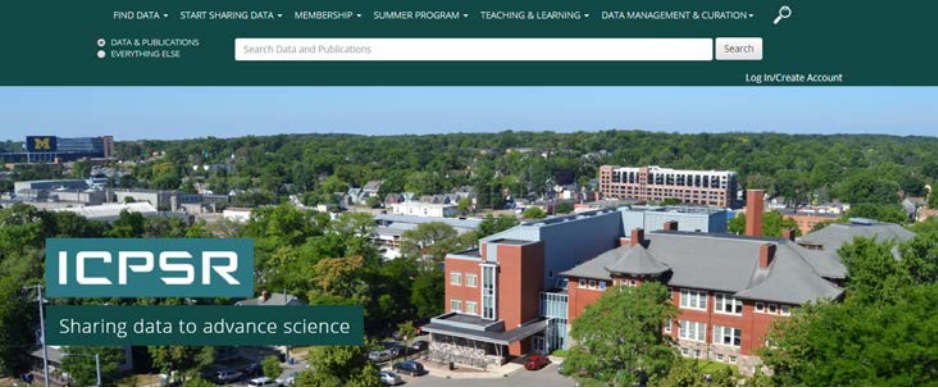 FIND DATA START SHARING DATA MEMBERSHIP SUMMER PROGRAM TEACHING & LEARNING DATA MANAGEMENT & CURATION
DATA & PUBLICATIONS
EVERYTHING ELSE
Search Data and Publications
Search
Log In/Create Account
M
ICPSR
Sharing data to advance science